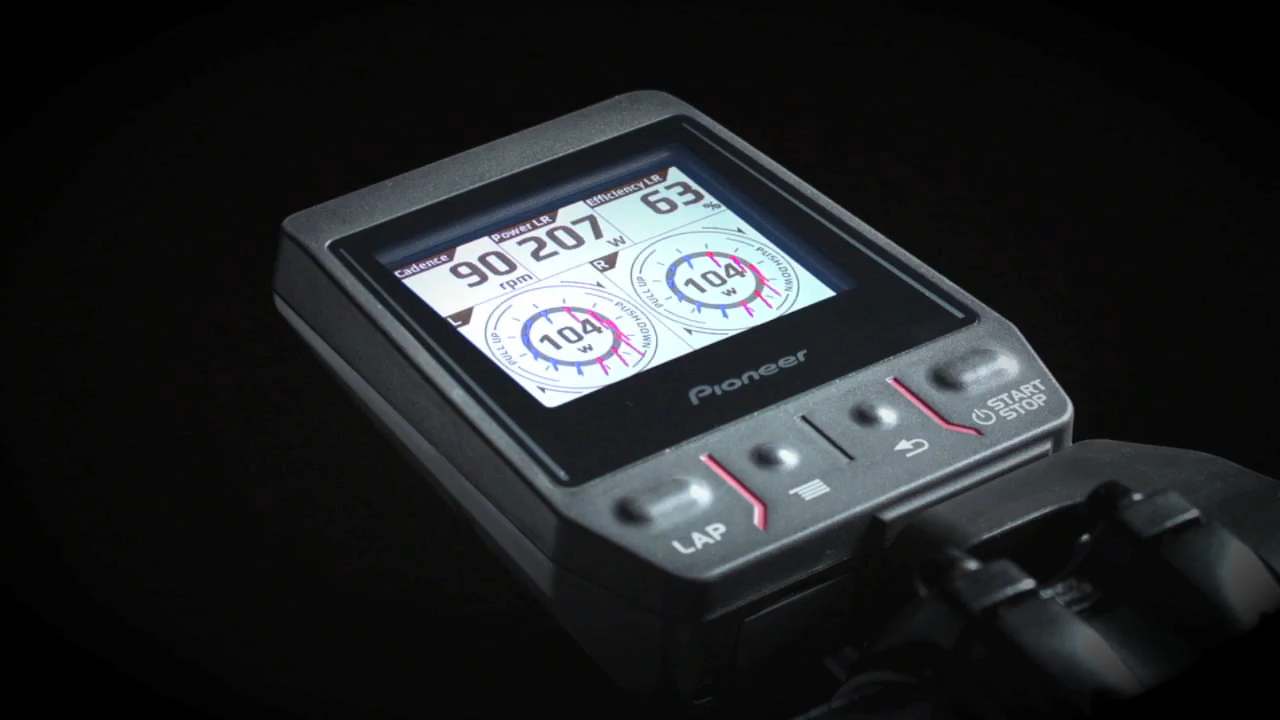 Cadence
90
rpm
Power LR
207
W
Efficiency LR
63
%
L
PULL UP
PUSH DOWN
104
W
R
PULL UP
PUSH DOWN
104
W
Pioneer
LAP
START
STOP